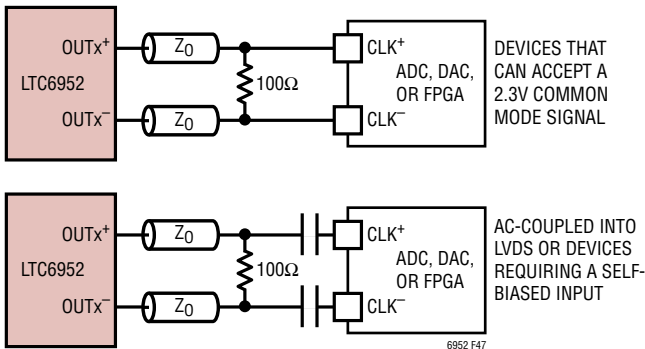 OUTx+
Z0
CLK+
DEVICES THAT
CAN ACCEPT A
2.3V COMMON
MODE SIGNAL
LTC6952
100Ω
ADC, DAC,
OR FPGA
OUTx−
Z0
CLK−
OUTx+
Z0
CLK+
AC-COUPLED INTO
LVDS OR DEVICES
REQUIRING A SELF-
BIASED INPUT
LTC6952
100Ω
ADC, DAC,
OR FPGA
OUTx−
Z0
CLK−
6952 F47